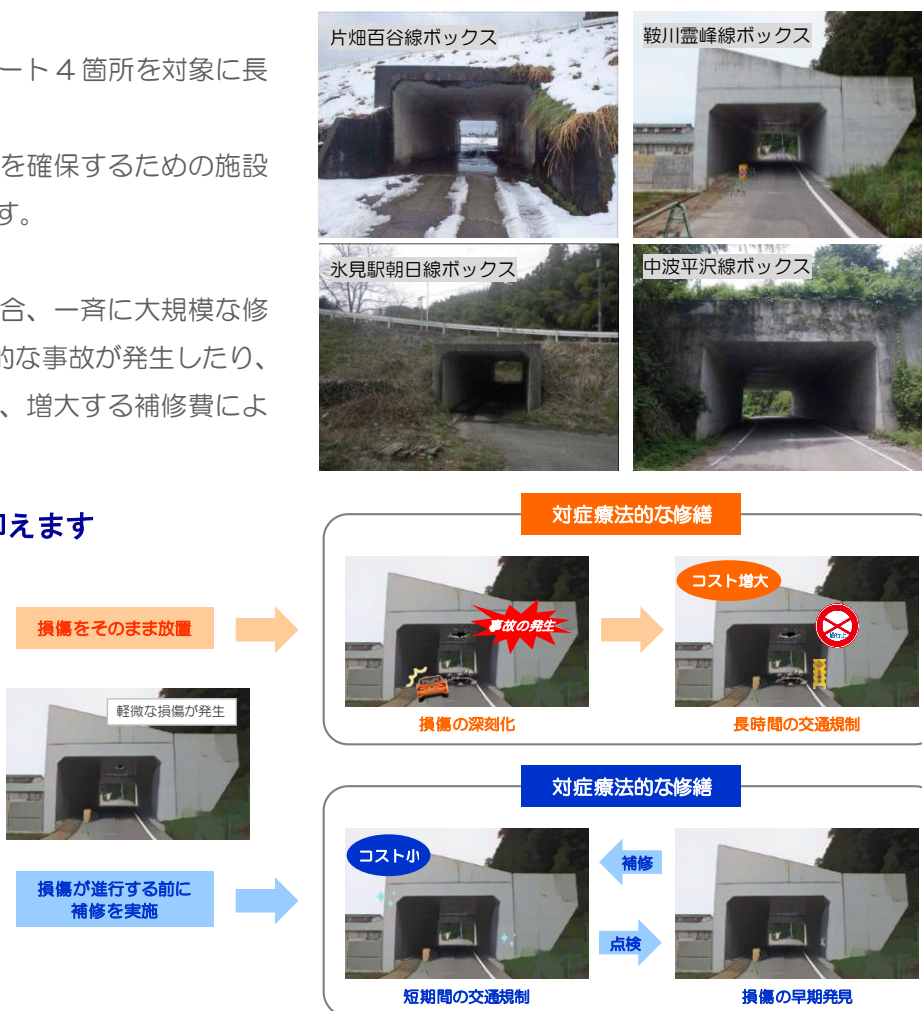 ート 4 箇所を対象に長
を確保するための施設
す。
合、一斉に大規模な修
的な事故が発生したり、
、増大する補修費によ
片畑百谷線ボックス
鞍川霊峰線ボックス
氷見駅朝日線ボックス
中波平沢線ボックス
抑えます
損傷をそのまま放置
軽微な損傷が発生
損傷が進行する前に
補修を実施
対症療法的な修繕
事故の発生
コスト増大
損傷の深刻化
長時間の交通規制
対症療法的な修繕
コスト小
補修
点検
短期間の交通規制
損傷の早期発見